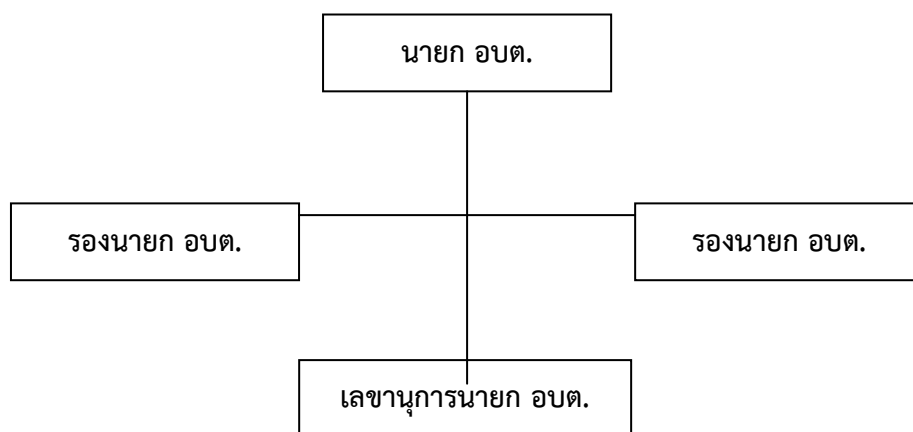 นายก อบต.
รองนายก อบต.
รองนายก อบต.
เลขานุการนายก อบต.